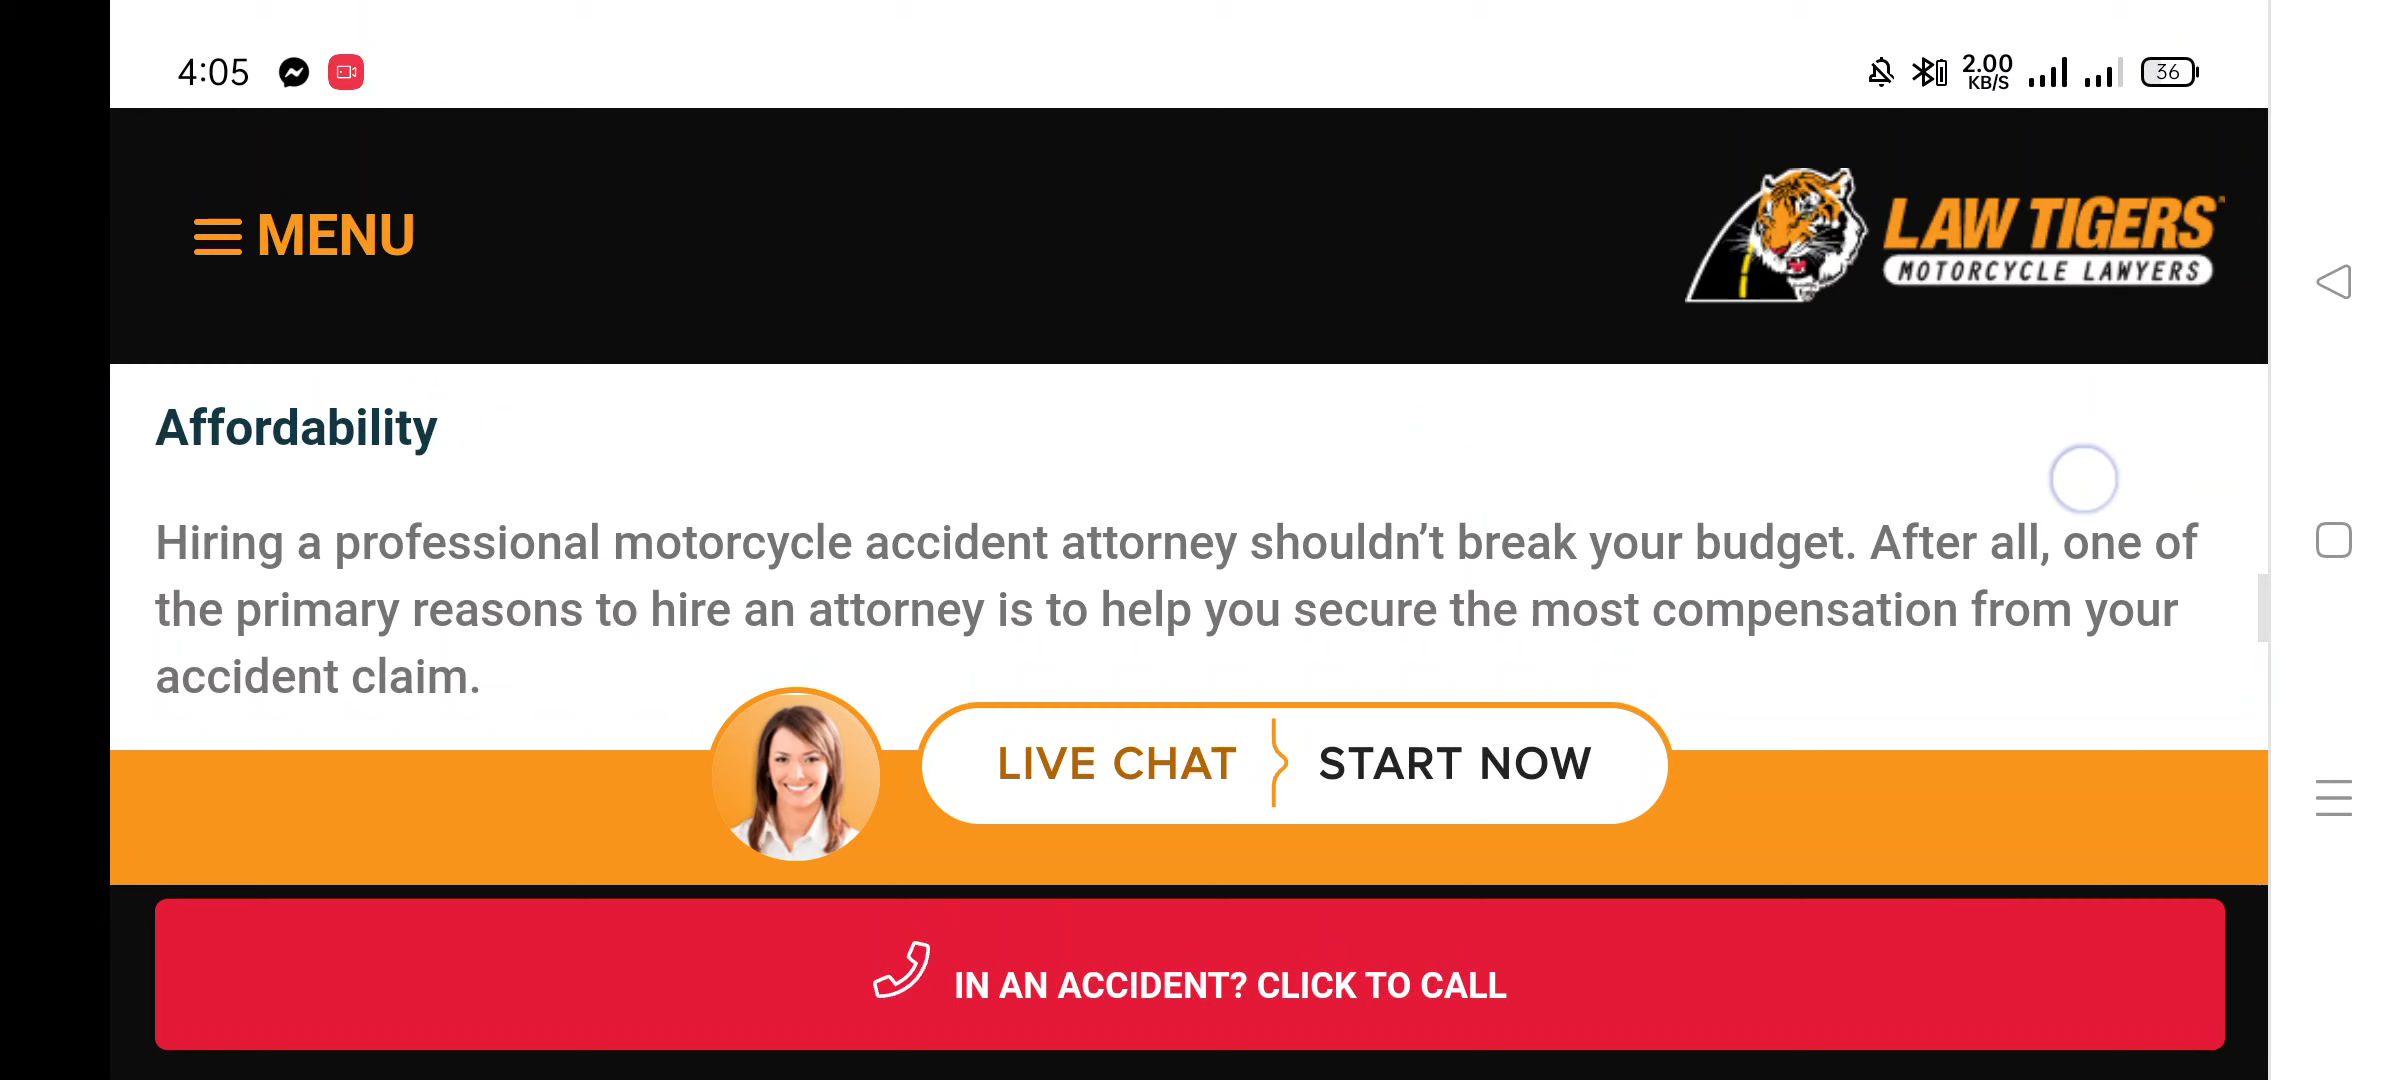 4:05
2.00
KB/S
36
MENU
LAW TIGERS
MOTORCYCLE LAWYERS
Affordability
Hiring a professional motorcycle accident attorney shouldn’t break your budget. After all, one of
the primary reasons to hire an attorney is to help you secure the most compensation from your
accident claim.
LIVE CHAT
START NOW
IN AN ACCIDENT? CLICK TO CALL